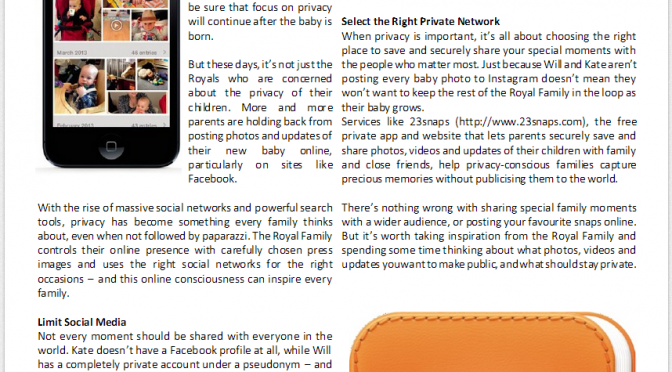 March 2013
46 entries
February 2013
43 entries
be sure that focus on privacy
will continue after the baby is
born.
But these days, it's not just the
Royals who are concerned
about the privacy of their
children. More and more
parents are holding back from
posting photos and updates of
their new baby online,
particularly on sites like
Facebook.
With the rise of massive social networks and powerful search
tools, privacy has become something every family thinks
about, even when not followed by paparazzi. The Royal Family
controls their online presence with carefully chosen press
images and uses the right social networks for the right
occasions – and this online consciousness can inspire every
family.
Limit Social Media
Not every moment should be shared with everyone in the
world. Kate doesn't have a Facebook profile at all, while Will
has a completely private account under a pseudonym – and
Select the Right Private Network
When privacy is important, it's all about choosing the right
place to save and securely share your special moments with
the people who matter most. Just because Will and Kate aren't
posting every baby photo to Instagram doesn't mean they
won't want to keep the rest of the Royal Family in the loop as
their baby grows.
Services like 23snaps (http://www.23snaps.com), the free
private app and website that lets parents securely save and
share photos, videos and updates of their children with family
and close friends, help privacy-conscious families capture
precious memories without publicising them to the world.
There's nothing wrong with sharing special family moments
with a wider audience, or posting your favourite snaps online.
But it's worth taking inspiration from the Royal Family and
spending some time thinking about what photos, videos and
updates you want to make public, and what should stay private.